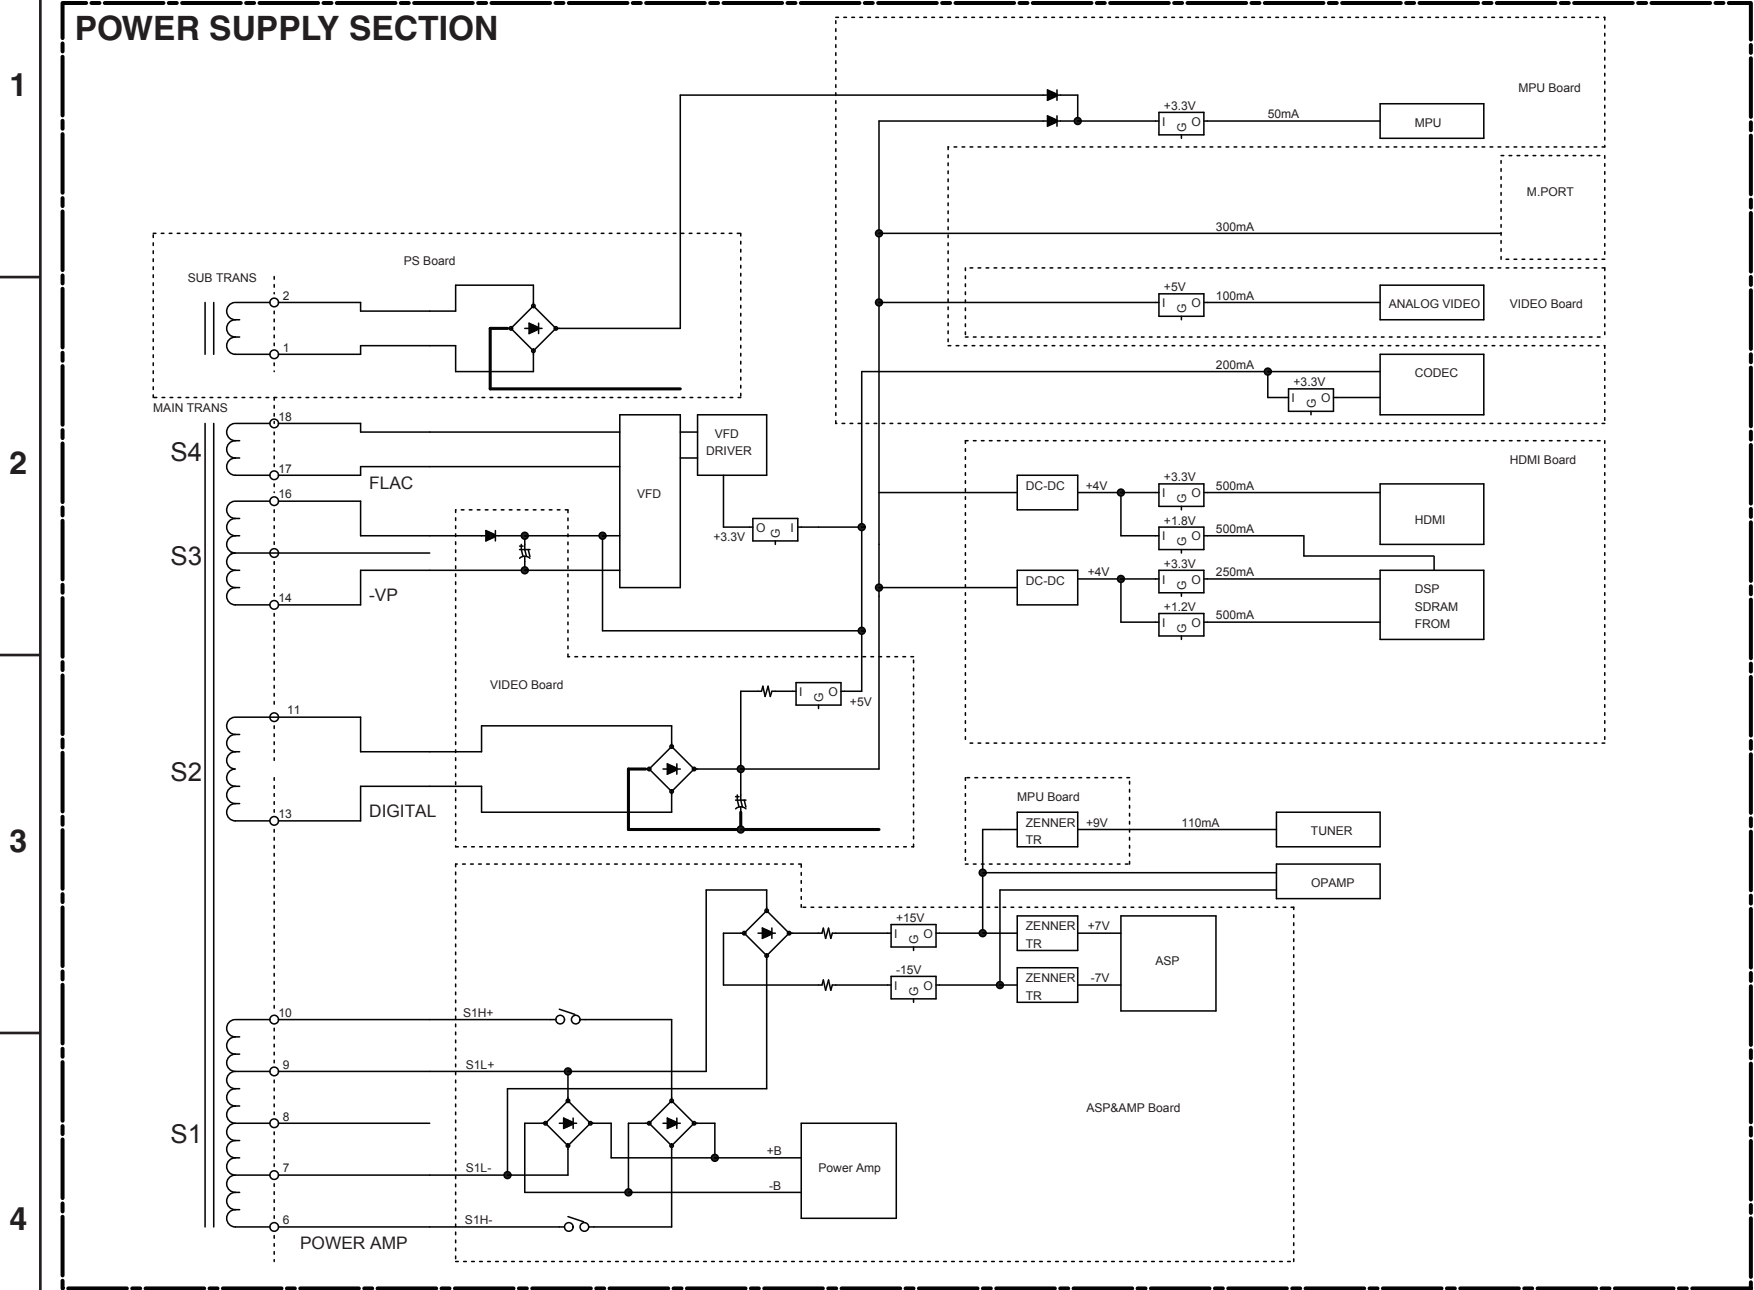 POWER SUPPLY SECTION
1
MPU Board
+3.3V
I G O
50mA
MPU
M.PORT
300mA
PS Board
SUB TRANS
2
1
+5V
I G O
100mA
ANALOG VIDEO
VIDEO Board
200mA
+3.3V
I G O
CODEC
MAIN TRANS
18
S4
17
FLAC
16
S3
14
-VP
2
VFD
VFD
DRIVER
O G I
+3.3V
HDMI Board
DC-DC
+4V
+3.3V
I G O
500mA
HDMI
+1.8V
I G O
500mA
DC-DC
+4V
+3.3V
I G O
250mA
DSP
SDRAM
FROM
+1.2V
I G O
500mA
VIDEO Board
I G O
+5V
11
S2
13
DIGITAL
3
MPU Board
ZENNER
TR
+9V
110mA
TUNER
OPAMP
+15V
I G O
ZENNER
TR
+7V
ASP
-15V
I G O
ZENNER
TR
-7V
10
S1H+
9
S1L+
8
S1
7
S1L-
6
S1H-
POWER AMP
+B
-B
Power Amp
ASP&AMP Board
4